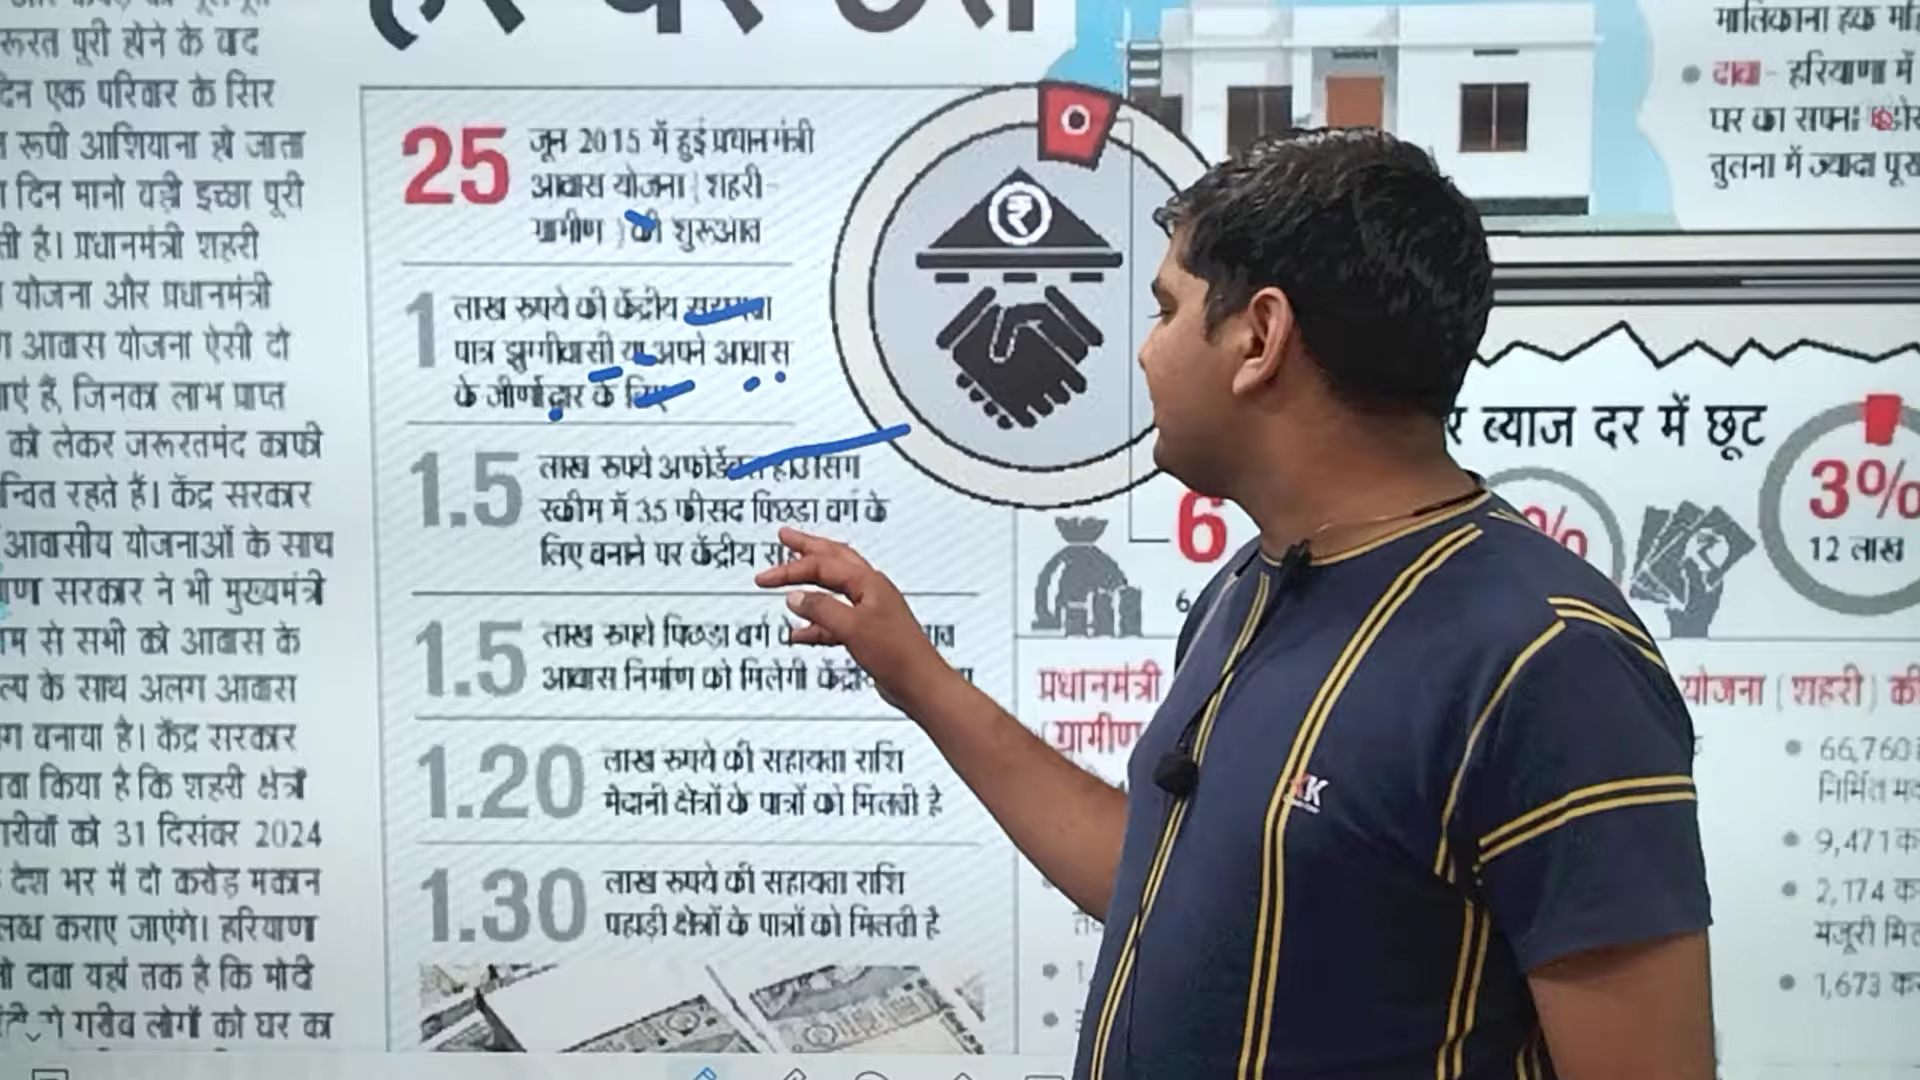 रूरत पूरी होने के बाद
दिन एक परिवार के सिर
रूपी आशियाना हो जाता
दिन मानो वही इच्छा पूरी
ती है। प्रधानमंत्री शहरी
योजना और प्रधानमंत्री
आवास योजना ऐसी दो
एं हैं, जिनका लाभ प्राप्त
को लेकर जरूरतमंद काफी
न्वित रहते हैं। केंद्र सरकार
आवासीय योजनाओं के साथ
सरकार ने भी मुख्यमंत्री
म से सभी को आवास के
ल्प के साथ अलग आवास
बनाया है। केंद्र सरकार
किया है कि शहरी क्षेत्रों
गरीबों को 31 दिसंबर 2024
देश भर में दो करोड़ मकान
लब्ध कराए जाएंगे। हरियाणा
दावा यहां तक है कि मोदी
गरीब लोगों को घर का
25 जून 2015 में हुई प्रधानमंत्री
आवास योजना (शहरी-
ग्रामीण) की शुरूआत
1 लाख रुपये की केंद्रीय सहायता
पात्र झुग्गीवासी या अपने आवास
के जीर्णोद्वार के लिए
1.5 लाख रुपये अफोर्डेबल हाउसिंग
स्कीम में 35 फीसद पिछड़ा वर्ग के
लिए बनाने पर केंद्रीय
1.5 लाख रुपये पिछड़ा वर्ग के
आवास निर्माण को मिलेगी
1.20 लाख रुपये की सहायता राशि
मैदानी क्षेत्रों के पात्रों को मिलती है
1.30 लाख रुपये की सहायता राशि
पहाड़ी क्षेत्रों के पात्रों को मिलती है
मालिकाना हक
दावा - हरियाणा में
घर का सपना
तुलना में ज्यादा
ब्याज दर में छूट
6
%
3%
12 लाख
प्रधानमंत्री
(ग्रामीण
योजना (शहरी) की
66,760
निर्मित
9,471
2,174
मंजूरी
1,673